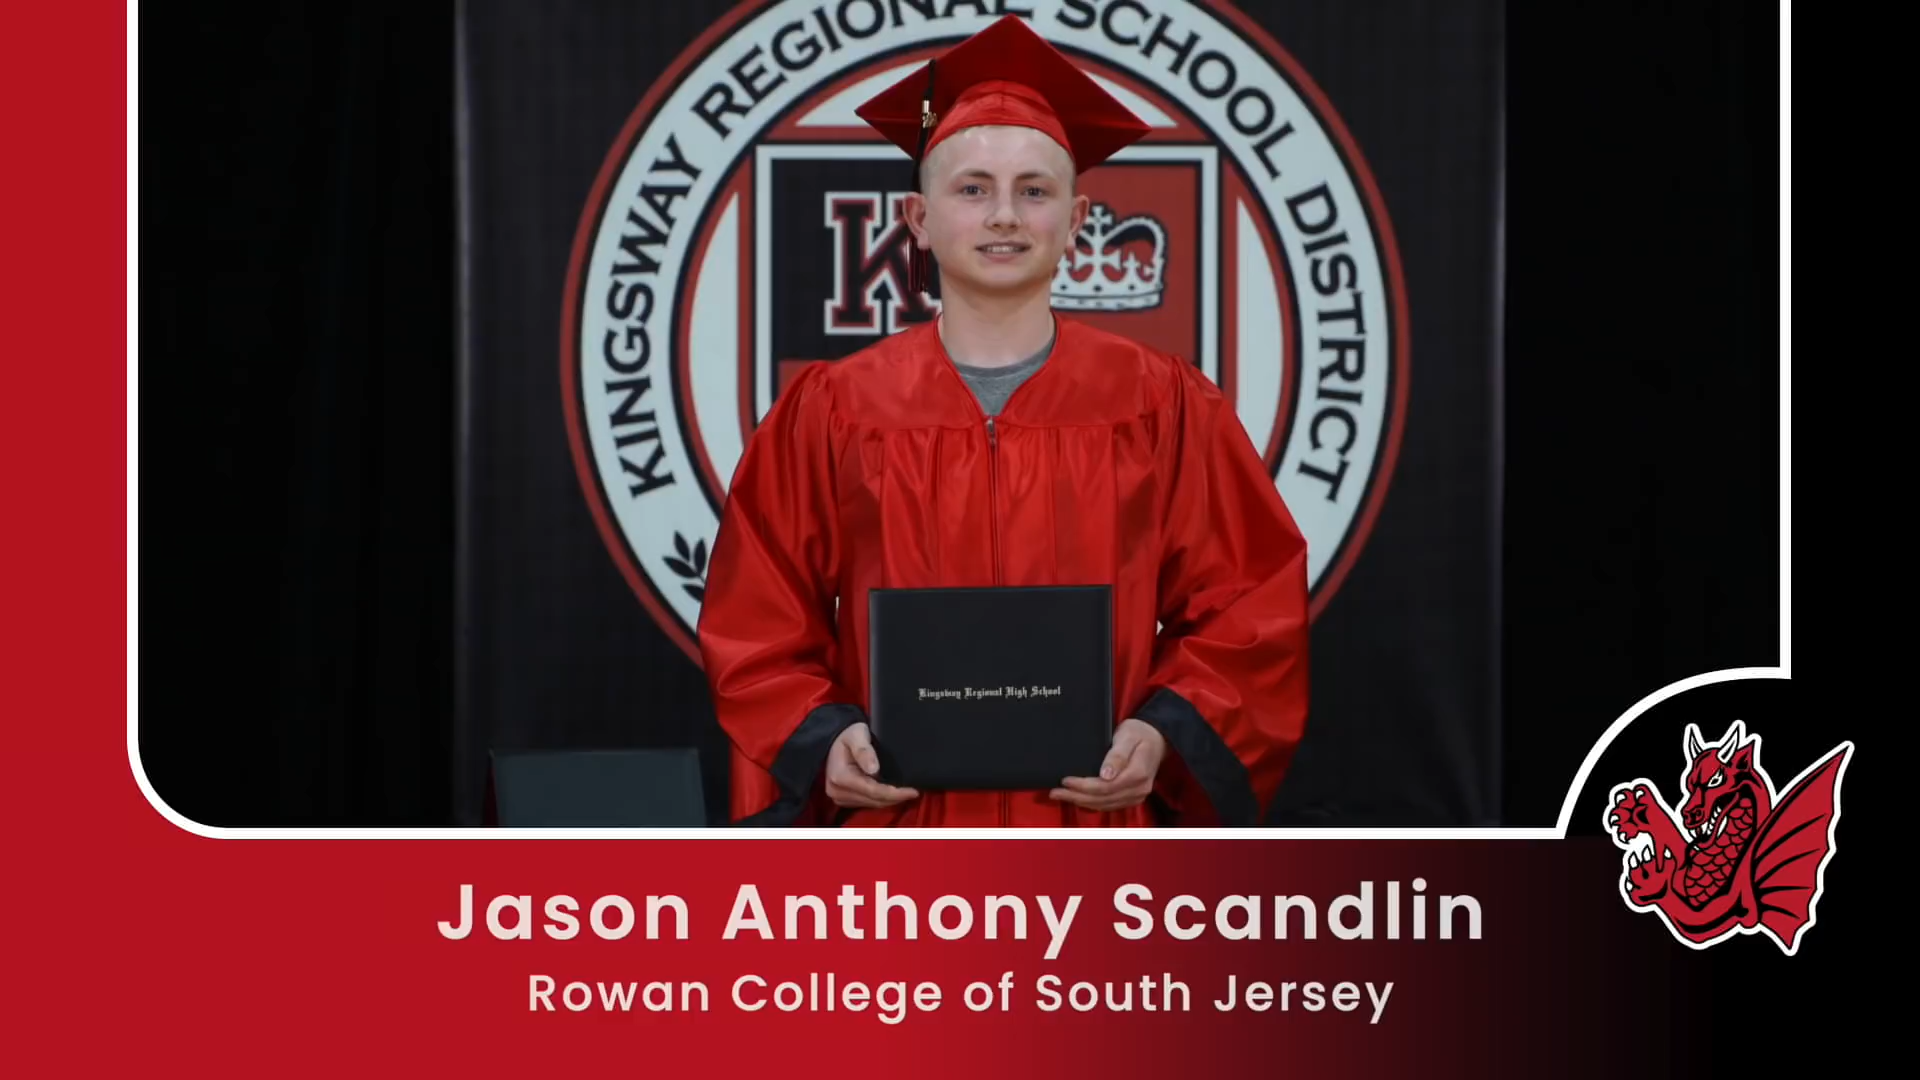 KINGSWAY REGIONAL SCHOOL DISTRICT
K
Kingsway Regional High School
Jason Anthony Scandlin
Rowan College of South Jersey